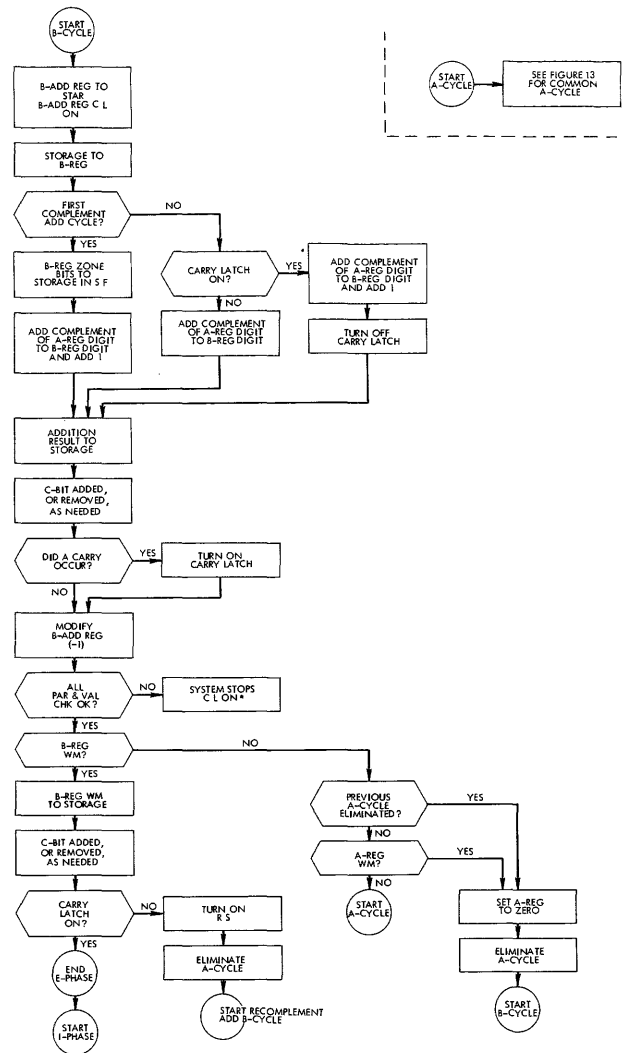 START
B-CYCLE
B-ADD REG TO
STAR
B-ADD REG C L
ON
STORAGE TO
B-REG
FIRST
COMPLEMENT
ADD CYCLE?
NO
YES
B-REG ZONE
BITS TO
STORAGE IN S F
ADD COMPLEMENT
OF A-REG DIGIT
TO B-REG DIGIT
AND ADD 1
CARRY LATCH
ON?
YES
NO
ADD COMPLEMENT
OF A-REG DIGIT
TO B-REG DIGIT
ADD COMPLEMENT
OF A-REG DIGIT
TO B-REG DIGIT
AND ADD 1
TURN OFF
CARRY LATCH
ADDITION
RESULT TO
STORAGE
C-BIT ADDED,
OR REMOVED,
AS NEEDED
DID A CARRY
OCCUR?
YES
NO
TURN ON
CARRY LATCH
MODIFY
B-ADD REG
(-1)
ALL
PAR & VAL
CHK OK?
NO
YES
SYSTEM STOPS
C L ON*
B-REG
WM?
NO
YES
B-REG WM
TO STORAGE
C-BIT ADDED,
OR REMOVED,
AS NEEDED
CARRY
LATCH
ON?
NO
YES
END
E-PHASE
START
I-PHASE
TURN ON
R S
ELIMINATE
A-CYCLE
START RECOMPLEMENT
ADD B-CYCLE
PREVIOUS
A-CYCLE
ELIMINATED?
YES
NO
A-REG
WM?
YES
NO
START
A-CYCLE
SET A-REG
TO ZERO
ELIMINATE
A-CYCLE
START
B-CYCLE
START
A-CYCLE
SEE FIGURE 13
FOR COMMON
A-CYCLE